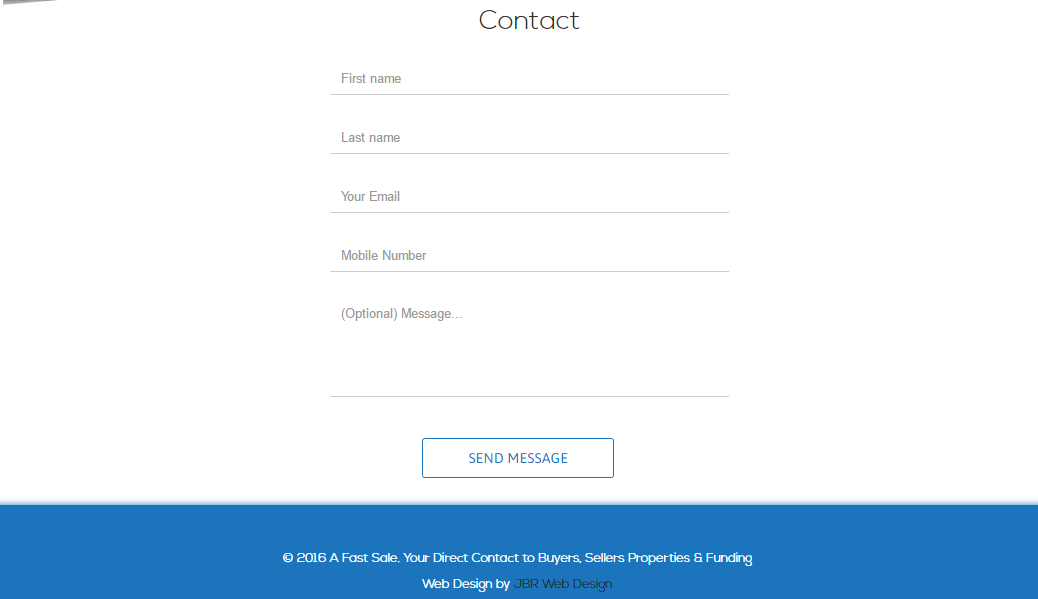 Contact
First name
Last name
Your Email
Mobile Number
(Optional) Message...
SEND MESSAGE
© 2016 A Fast Sale. Your Direct Contact to Buyers, Sellers Properties & Funding
Web Design by JBR Web Design